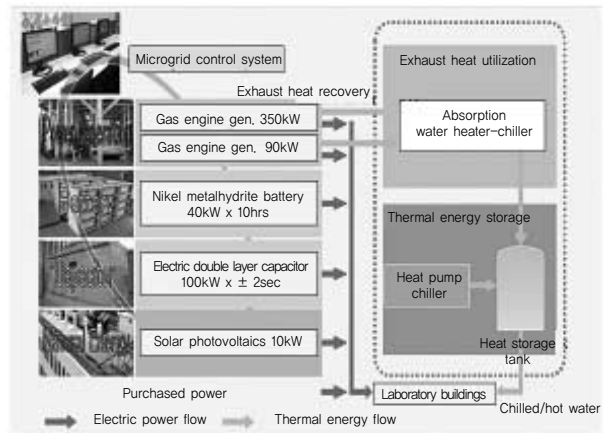 Microgrid control system
Exhaust heat recovery
Exhaust heat utilization
Gas engine gen, 350kW
Gas engine gen, 90kW
Absorption
water heater-chiller
Nikel metalhydrite battery
40kW x 10hrs
Thermal energy storage
Electric double layer capacitor
100kW x ± 2sec
Heat pump
chiller
Solar photovoltaics 10kW
Heat storage
tank
Purchased power
Laboratory buildings
Chilled/hot water
Electric power flow
Thermal energy flow